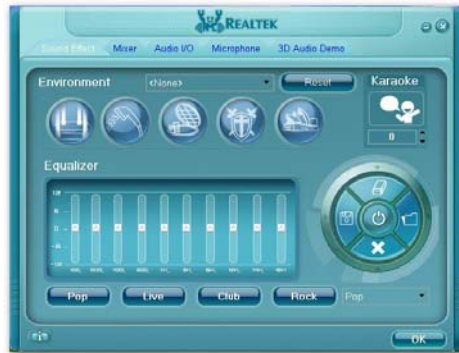 REALTEK
Sound Effect Mixer Audio I/O Microphone 3D Audio Demo
Environment <None> Reset Karaoke
0
Equalizer
Pop Live Club Rock Pop
OK